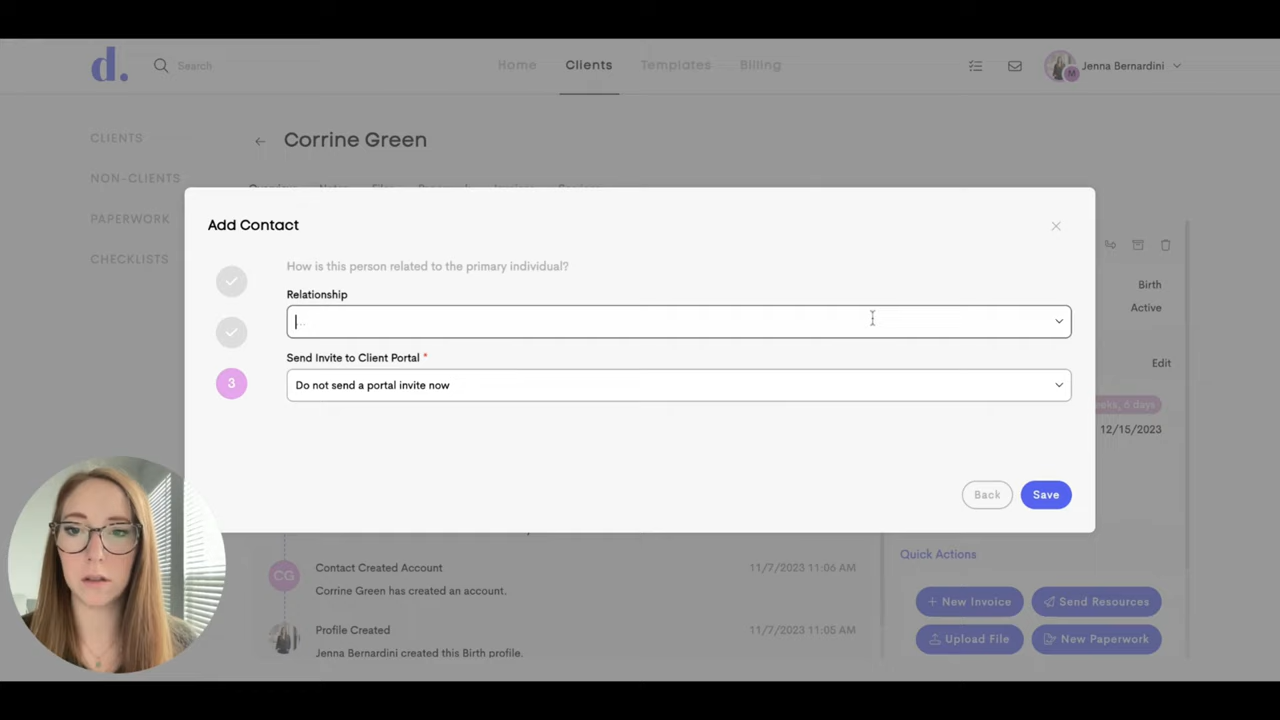 d.
Search
Home
Clients
Templates
Billing
M
Jenna Bernardini
CLIENTS
NON-CLIENTS
PAPERWORK
CHECKLISTS
Corrine Green
Add Contact
How is this person related to the primary individual?
Relationship
Send Invite to Client Portal *
Do not send a portal invite now
3
Back
Save
Birth
Active
Edit
weeks, 6 days
12/15/2023
CG
Contact Created Account
11/7/2023 11:06 AM
Corrine Green has created an account.
Profile Created
11/7/2023 11:05 AM
Jenna Bernardini created this Birth profile.
Quick Actions
+ New Invoice
Send Resources
Upload File
New Paperwork